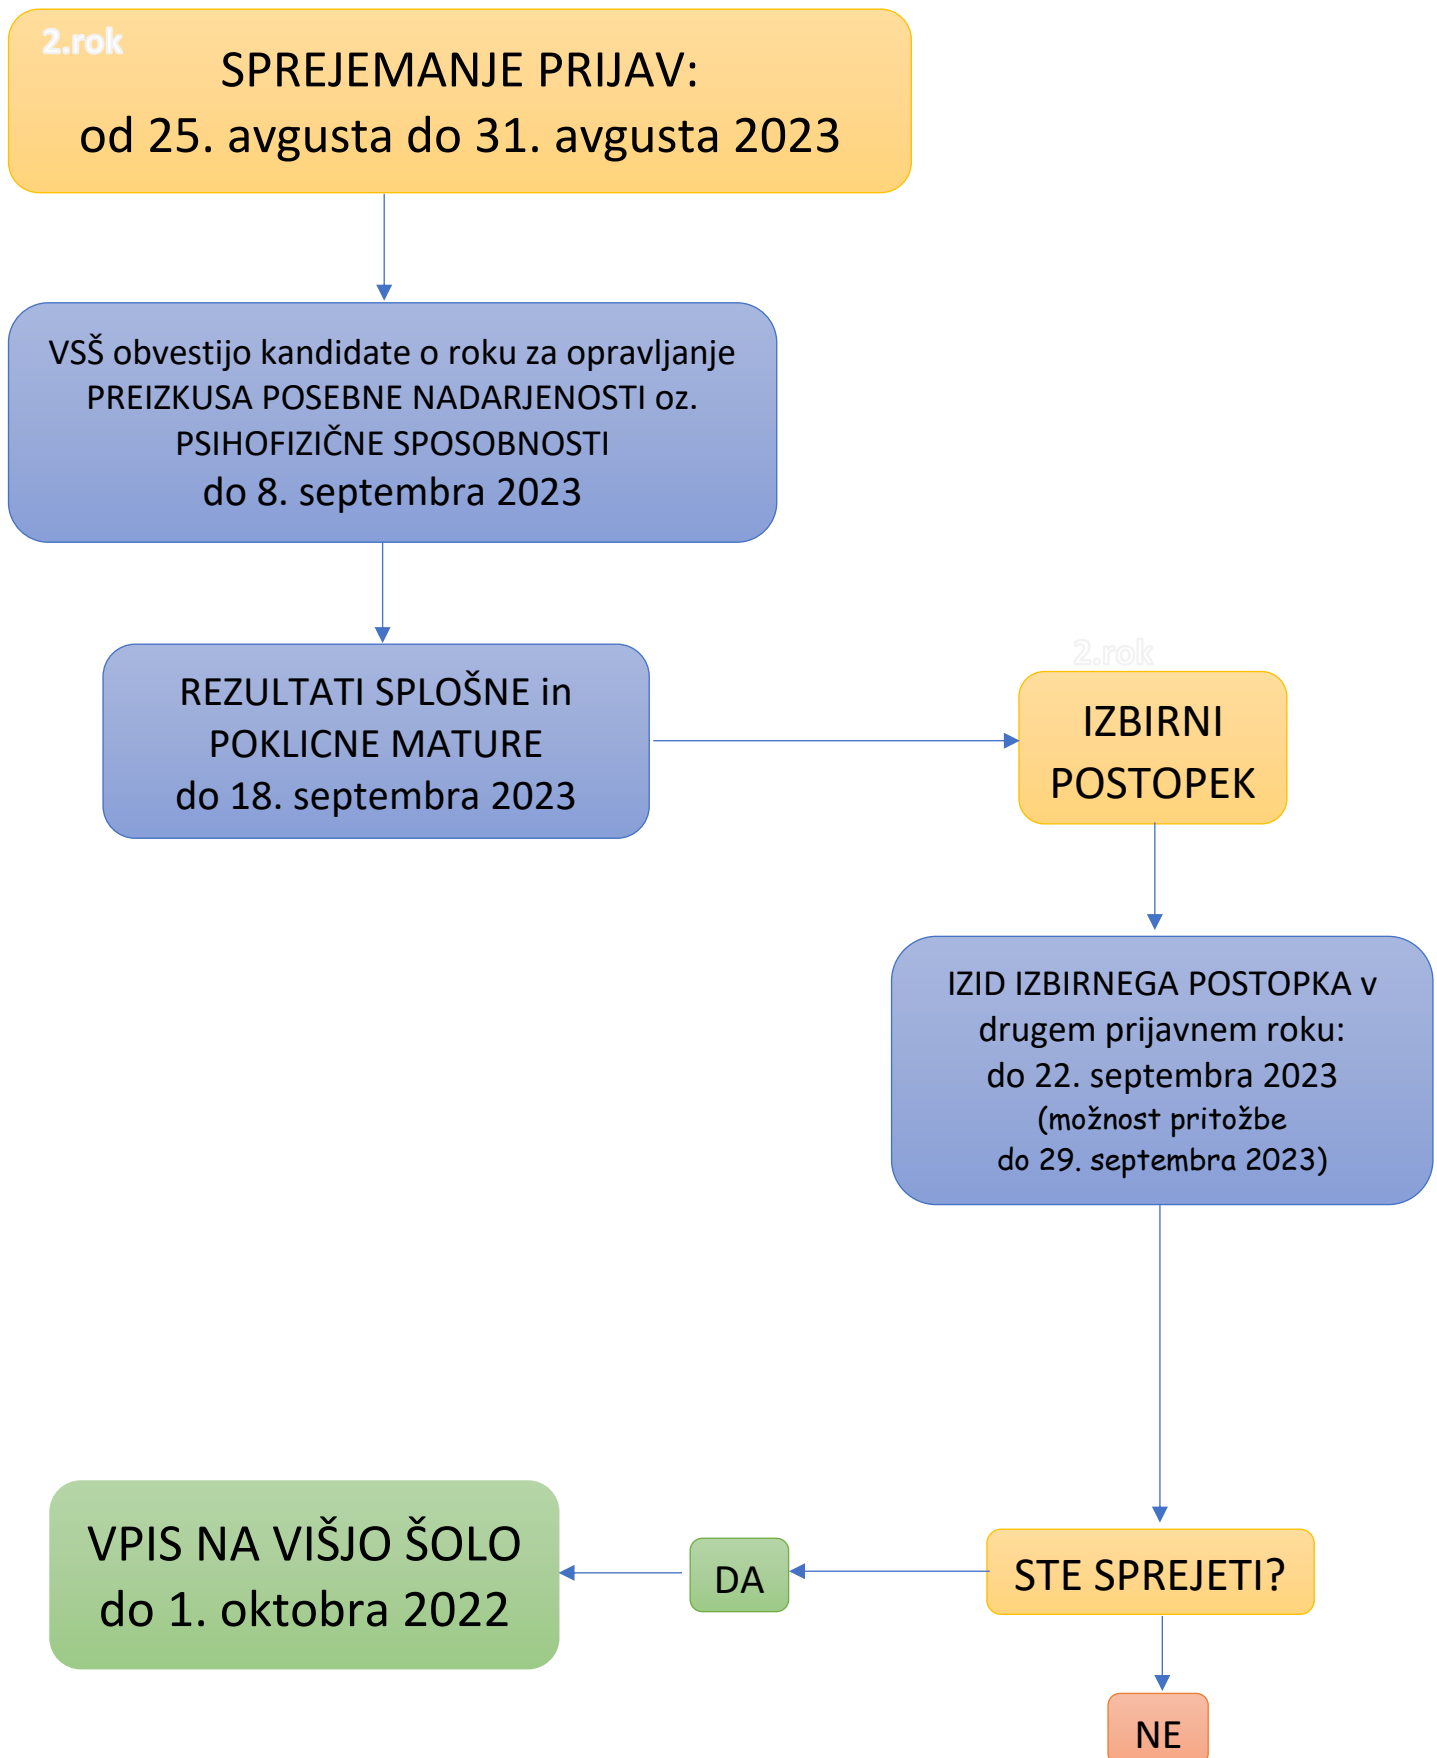 2.rok
SPREJEMANJE PRIJAV:
od 25. avgusta do 31. avgusta 2023
VSŠ obvestijo kandidate o roku za opravljanje
PREIZKUSA POSEBNE NADARJENOSTI oz.
PSIHOFIZIČNE SPOSOBNOSTI
do 8. septembra 2023
REZULTATI SPLOŠNE in
POKLICNE MATURE
do 18. septembra 2023
2.rok
IZBIRNI
POSTOPEK
IZID IZBIRNEGA POSTOPKA v
drugem prijavnem roku:
do 22. septembra 2023
(možnost pritožbe
do 29. septembra 2023)
STE SPREJETI?
DA
VPIS NA VIŠJO ŠOLO
do 1. oktobra 2022
NE